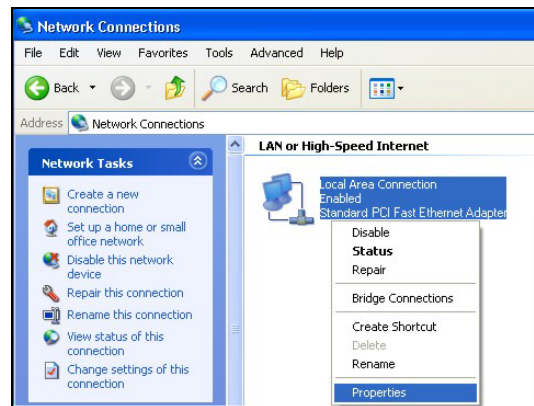 Network Connections
File Edit View Favorites Tools Advanced Help
Back Search Folders
Address Network Connections
Network Tasks
Create a new
connection
Set up a home or small
office network
Disable this network
device
Repair this connection
Rename this connection
View status of this
connection
Change settings of this
connection
LAN or High-Speed Internet
Local Area Connection
Enabled
Standard PCI Fast Ethernet Adapter
Disable
Status
Repair
Bridge Connections
Create Shortcut
Delete
Rename
Properties